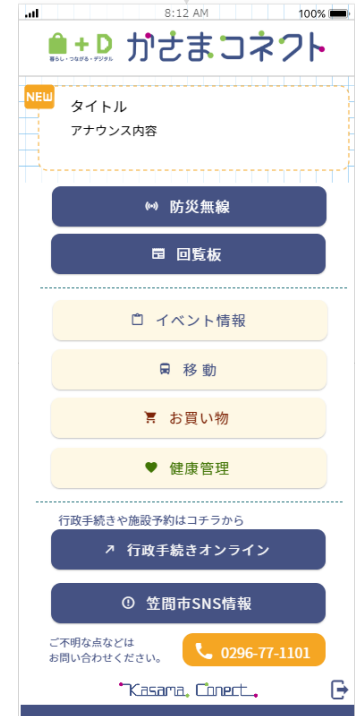 8:12 AM
100%
+D
暮らし・つながる・デジタル
かさまコネクト
NEW
タイトル
アナウンス内容
防災無線
回覧板
イベント情報
移動
お買い物
健康管理
行政手続きや施設予約はコチラから
行政手続きオンライン
笠間市SNS情報
ご不明な点などは
お問い合わせください。
0296-77-1101
Kasama Conect